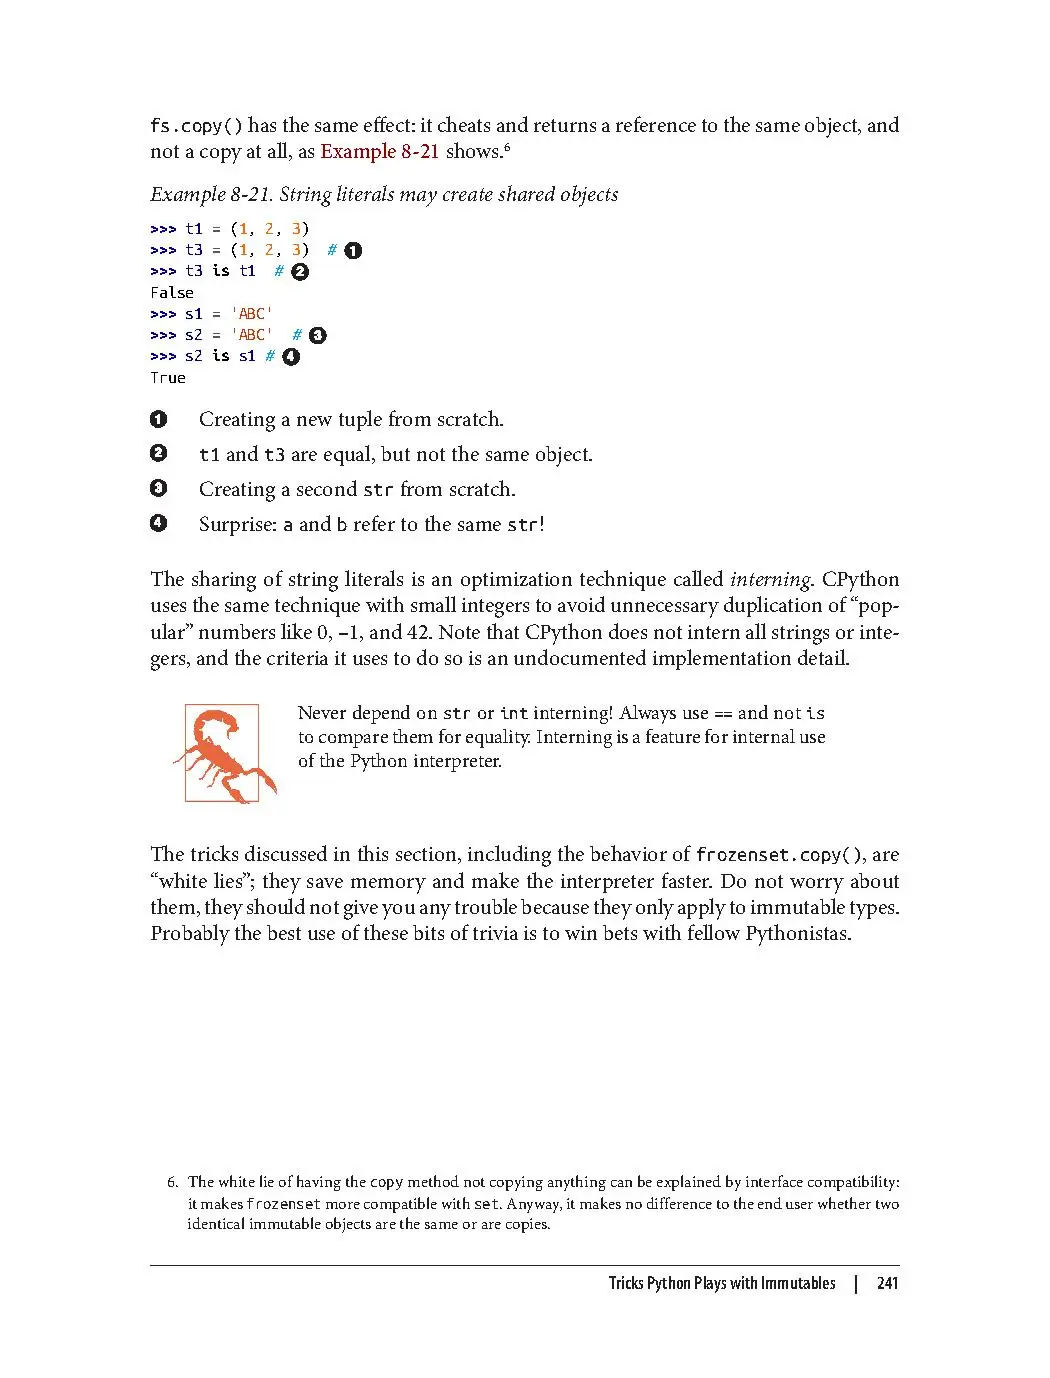 fs.copy() has the same effect: it cheats and returns a reference to the same object, and
not a copy at all, as Example 8-21 shows.⁶
Example 8-21. String literals may create shared objects
>>> t1 = (1, 2, 3)
>>> t3 = (1, 2, 3)  # ❶
>>> t3 is t1  # ❷
False
>>> s1 = 'ABC'
>>> s2 = 'ABC'  # ❸
>>> s2 is s1 # ❹
True
❶ Creating a new tuple from scratch.
❷ t1 and t3 are equal, but not the same object.
❸ Creating a second str from scratch.
❹ Surprise: a and b refer to the same str!
The sharing of string literals is an optimization technique called interning. CPython
uses the same technique with small integers to avoid unnecessary duplication of “pop-
ular” numbers like 0, –1, and 42. Note that CPython does not intern all strings or inte-
gers, and the criteria it uses to do so is an undocumented implementation detail.
Never depend on str or int interning! Always use == and not is
to compare them for equality. Interning is a feature for internal use
of the Python interpreter.
The tricks discussed in this section, including the behavior of frozenset.copy(), are
“white lies”; they save memory and make the interpreter faster. Do not worry about
them, they should not give you any trouble because they only apply to immutable types.
Probably the best use of these bits of trivia is to win bets with fellow Pythonistas.
6. The white lie of having the copy method not copying anything can be explained by interface compatibility:
it makes frozenset more compatible with set. Anyway, it makes no difference to the end user whether two
identical immutable objects are the same or are copies.
Tricks Python Plays with Immutables | 241